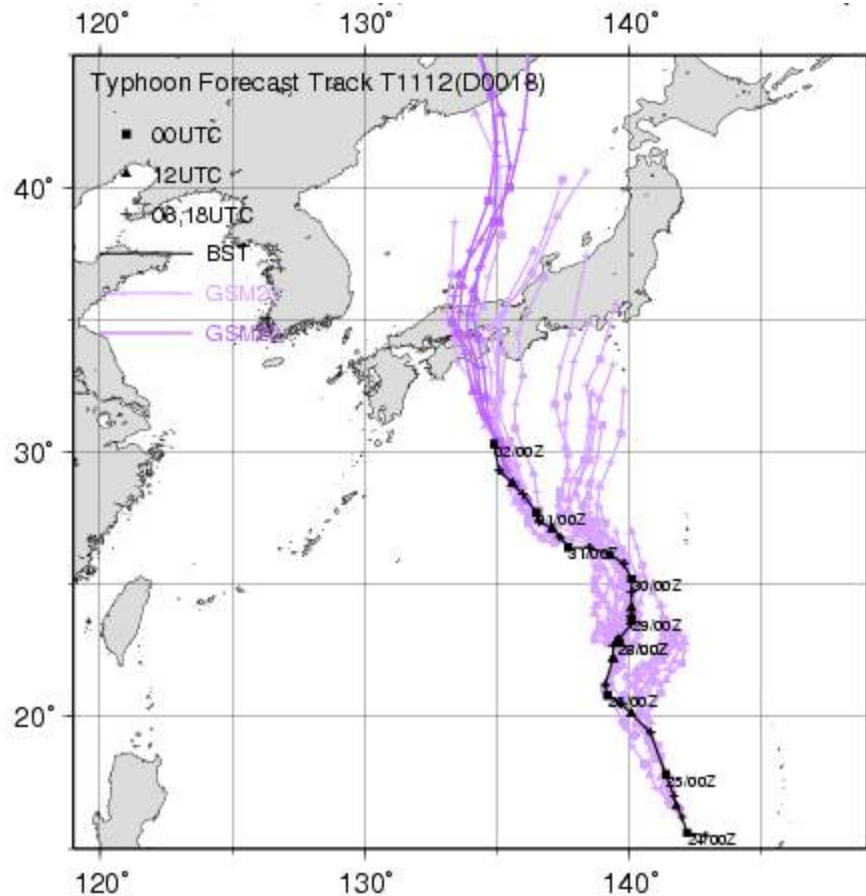 120° 130° 140°
Typhoon Forecast Track T1112(D0018)
00UTC
12UTC
40°
06,18UTC
BST
30°
02/00Z
01/00Z
31/00Z
30/00Z
29/00Z
28/00Z
20°
25/00Z
24/00Z
120° 130° 140°